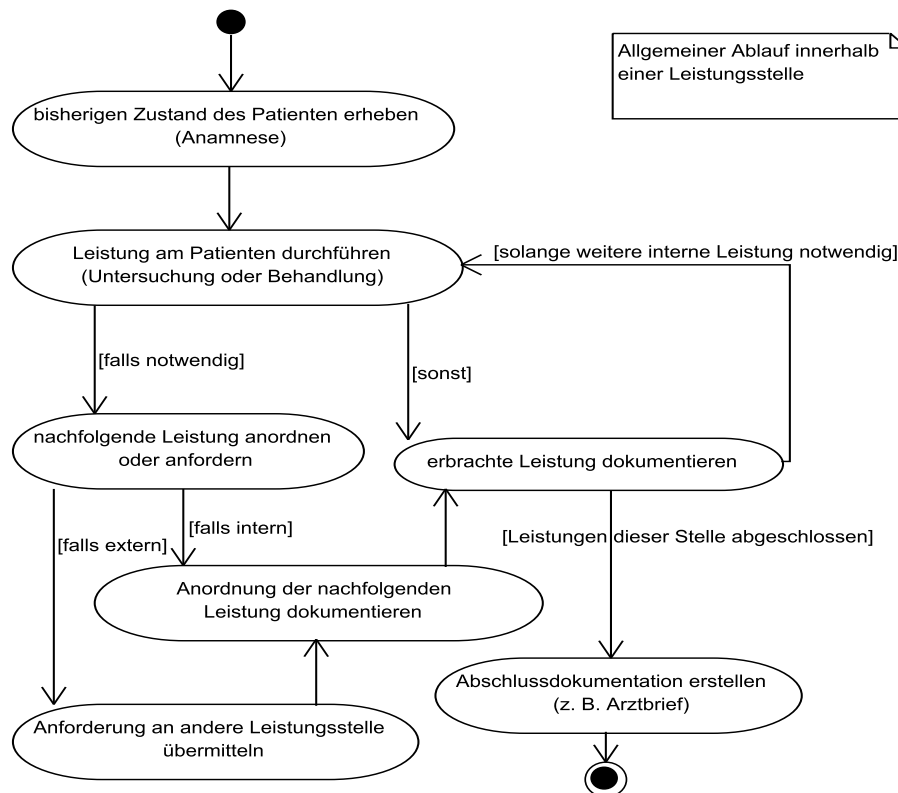 Allgemeiner Ablauf innerhalb
einer Leistungsstelle
bisherigen Zustand des Patienten erheben
(Anamnese)
Leistung am Patienten durchführen
(Untersuchung oder Behandlung)
[solange weitere interne Leistung notwendig]
[falls notwendig]
[sonst]
nachfolgende Leistung anordnen
oder anfordern
erbrachte Leistung dokumentieren
[falls extern]
[falls intern]
[Leistungen dieser Stelle abgeschlossen]
Anordnung der nachfolgenden
Leistung dokumentieren
Abschlussdokumentation erstellen
(z. B. Arztbrief)
Anforderung an andere Leistungsstelle
übermitteln